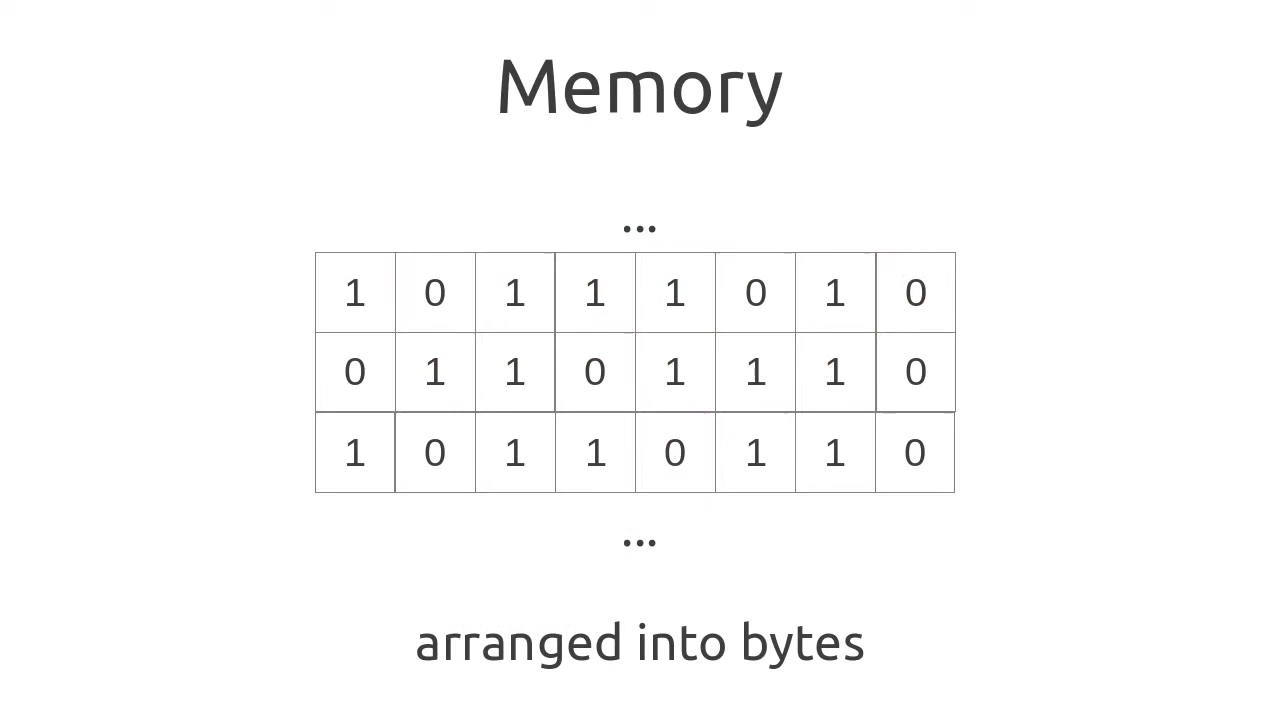 Memory
...
1 0 1 1 1 0 1 0
0 1 1 0 1 1 1 0
1 0 1 1 0 1 1 0
...
arranged into bytes